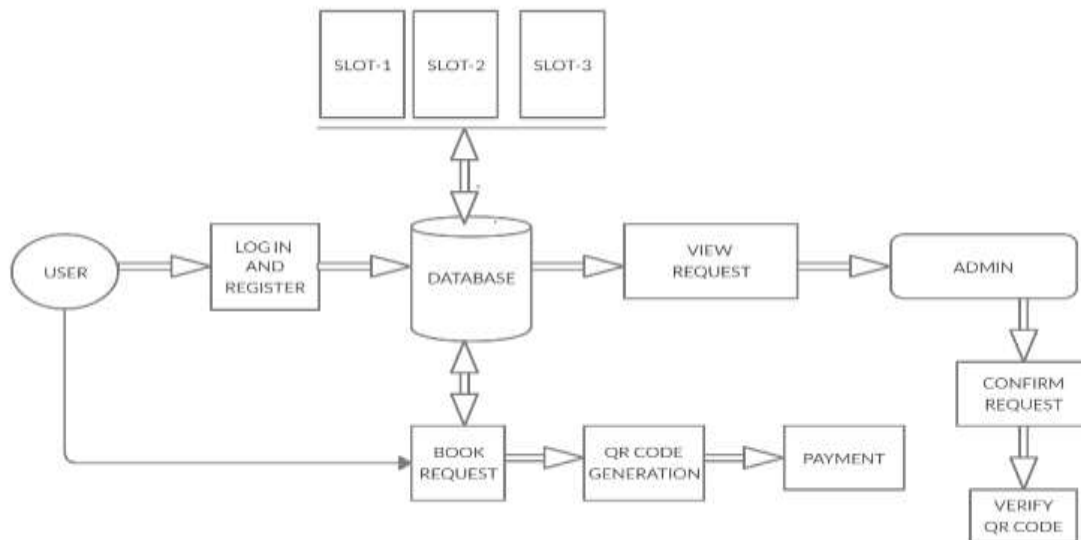 SLOT-1
SLOT-2
SLOT-3
USER
LOG IN
AND
REGISTER
DATABASE
VIEW
REQUEST
ADMIN
CONFIRM
REQUEST
BOOK
REQUEST
QR CODE
GENERATION
PAYMENT
VERIFY
QR CODE